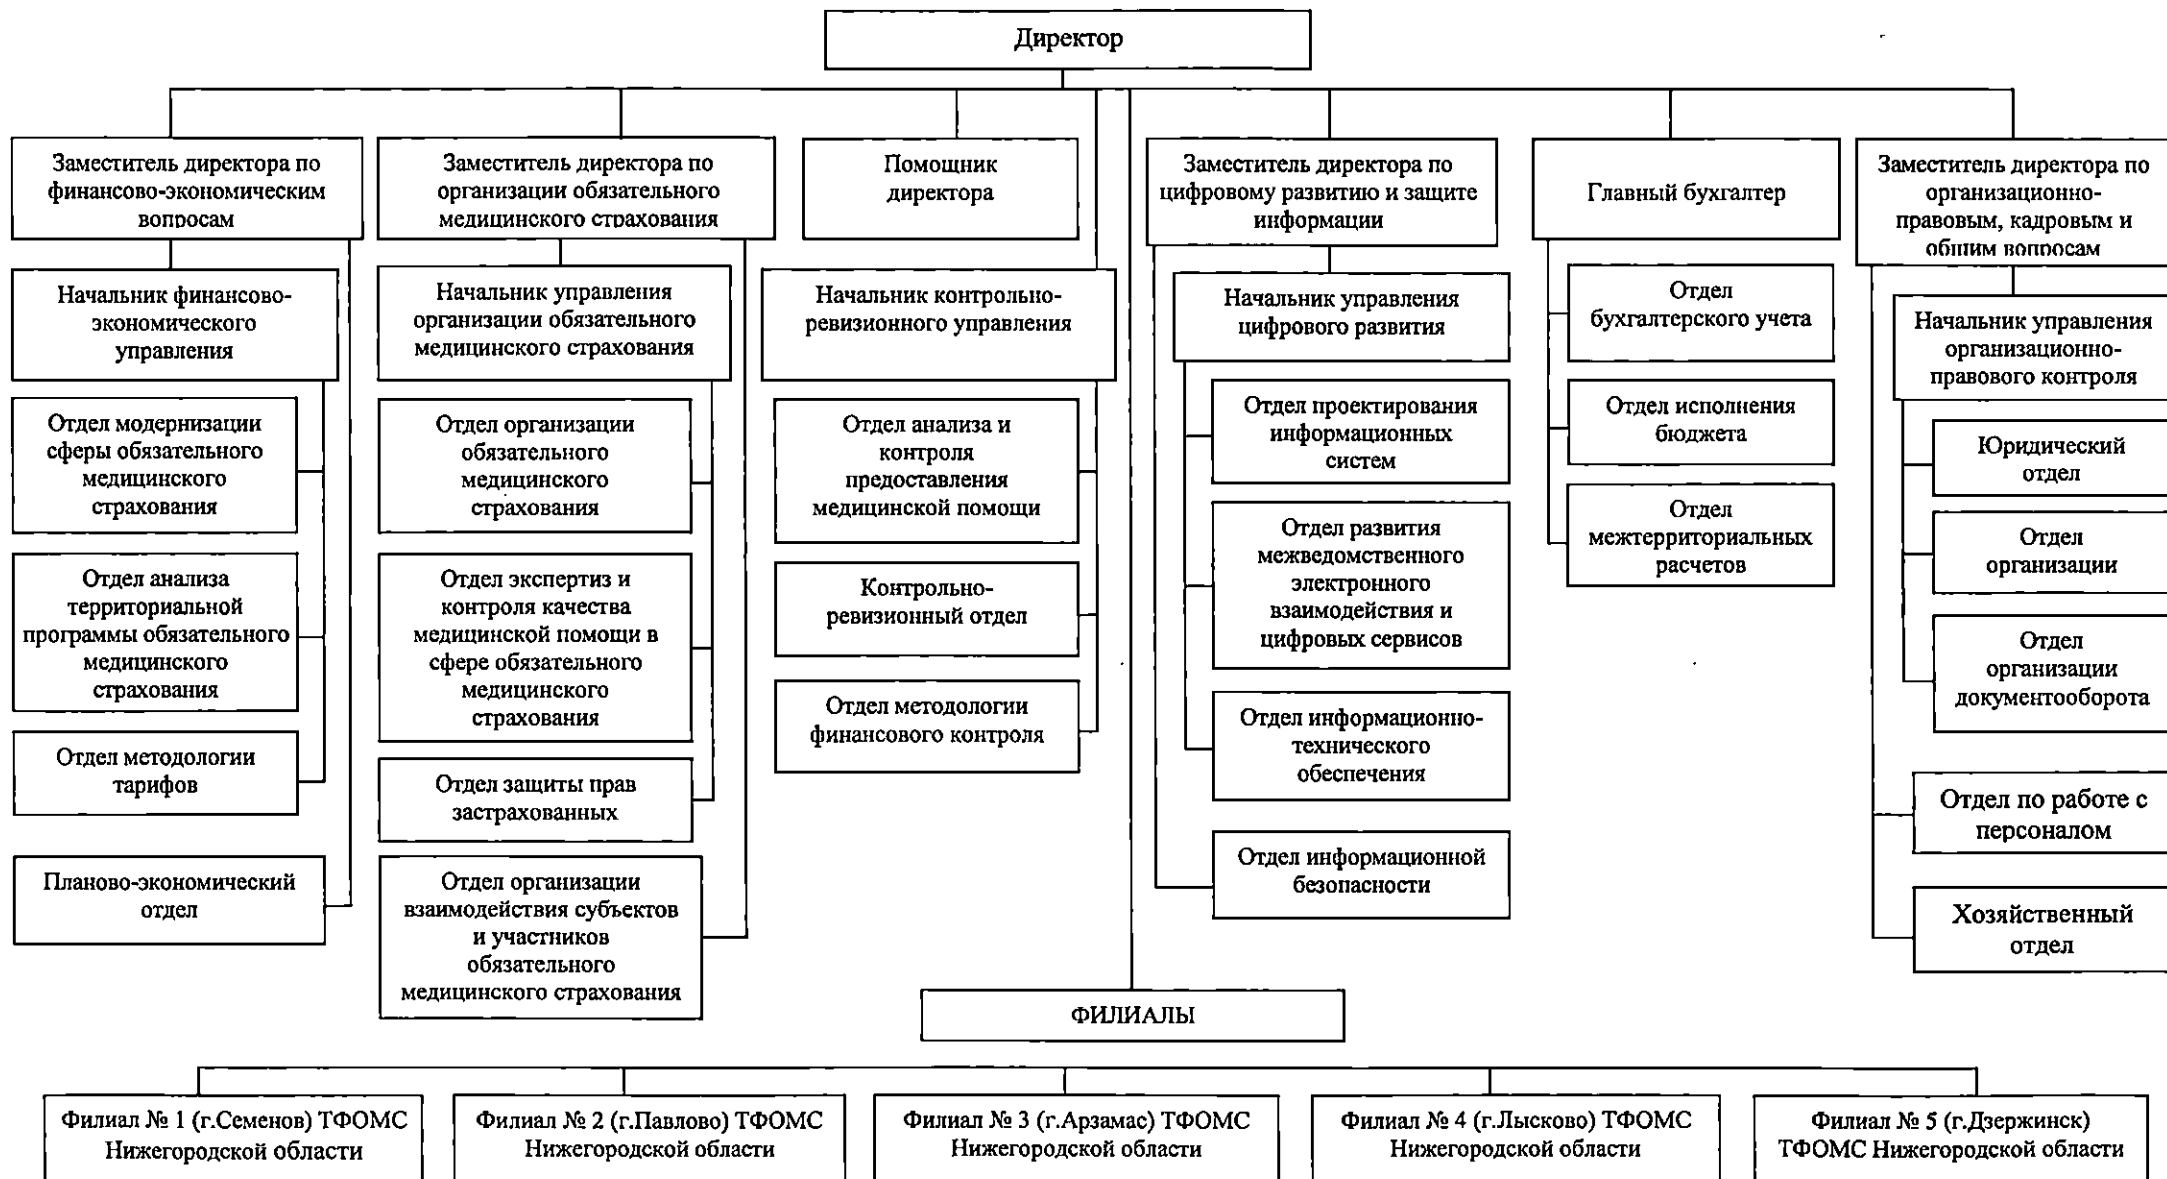 Директор
Заместитель директора по
финансово-экономическим
вопросам
Заместитель директора по
организации обязательного
медицинского страхования
Помощник
директора
Заместитель директора по
цифровому развитию и защите
информации
Главный бухгалтер
Заместитель директора по
организационно-
правовым, кадровым и
общим вопросам
Начальник финансово-
экономического
управления
Начальник управления
организации обязательного
медицинского страхования
Начальник контрольно-
ревизионного управления
Начальник управления
цифрового развития
Отдел
бухгалтерского учета
Начальник управления
организационно-
правового контроля
Отдел модернизации
сферы обязательного
медицинского
страхования
Отдел организации
обязательного
медицинского
страхования
Отдел анализа и
контроля
предоставления
медицинской помощи
Отдел проектирования
информационных
систем
Отдел исполнения
бюджета
Юридический
отдел
Отдел анализа
территориальной
программы обязательного
медицинского
страхования
Отдел экспертиз и
контроля качества
медицинской помощи в
сфере обязательного
медицинского
страхования
Контрольно-
ревизионный отдел
Отдел развития
межведомственного
электронного
взаимодействия и
цифровых сервисов
Отдел
межтерриториальных
расчетов
Отдел
организации
Отдел
организации
документооборота
Отдел методологии
тарифов
Отдел защиты прав
застрахованных
Отдел методологии
финансового контроля
Отдел информационно-
технического
обеспечения
Отдел по работе с
персоналом
Планово-экономический
отдел
Отдел организации
взаимодействия субъектов
и участников
обязательного
медицинского страхования
Отдел информационной
безопасности
Хозяйственный
отдел
ФИЛИАЛЫ
Филиал № 1 (г.Семенов) ТФОМС
Нижегородской области
Филиал № 2 (г.Павлово) ТФОМС
Нижегородской области
Филиал № 3 (г.Арзамас) ТФОМС
Нижегородской области
Филиал № 4 (г.Лысково) ТФОМС
Нижегородской области
Филиал № 5 (г.Дзержинск)
ТФОМС Нижегородской области